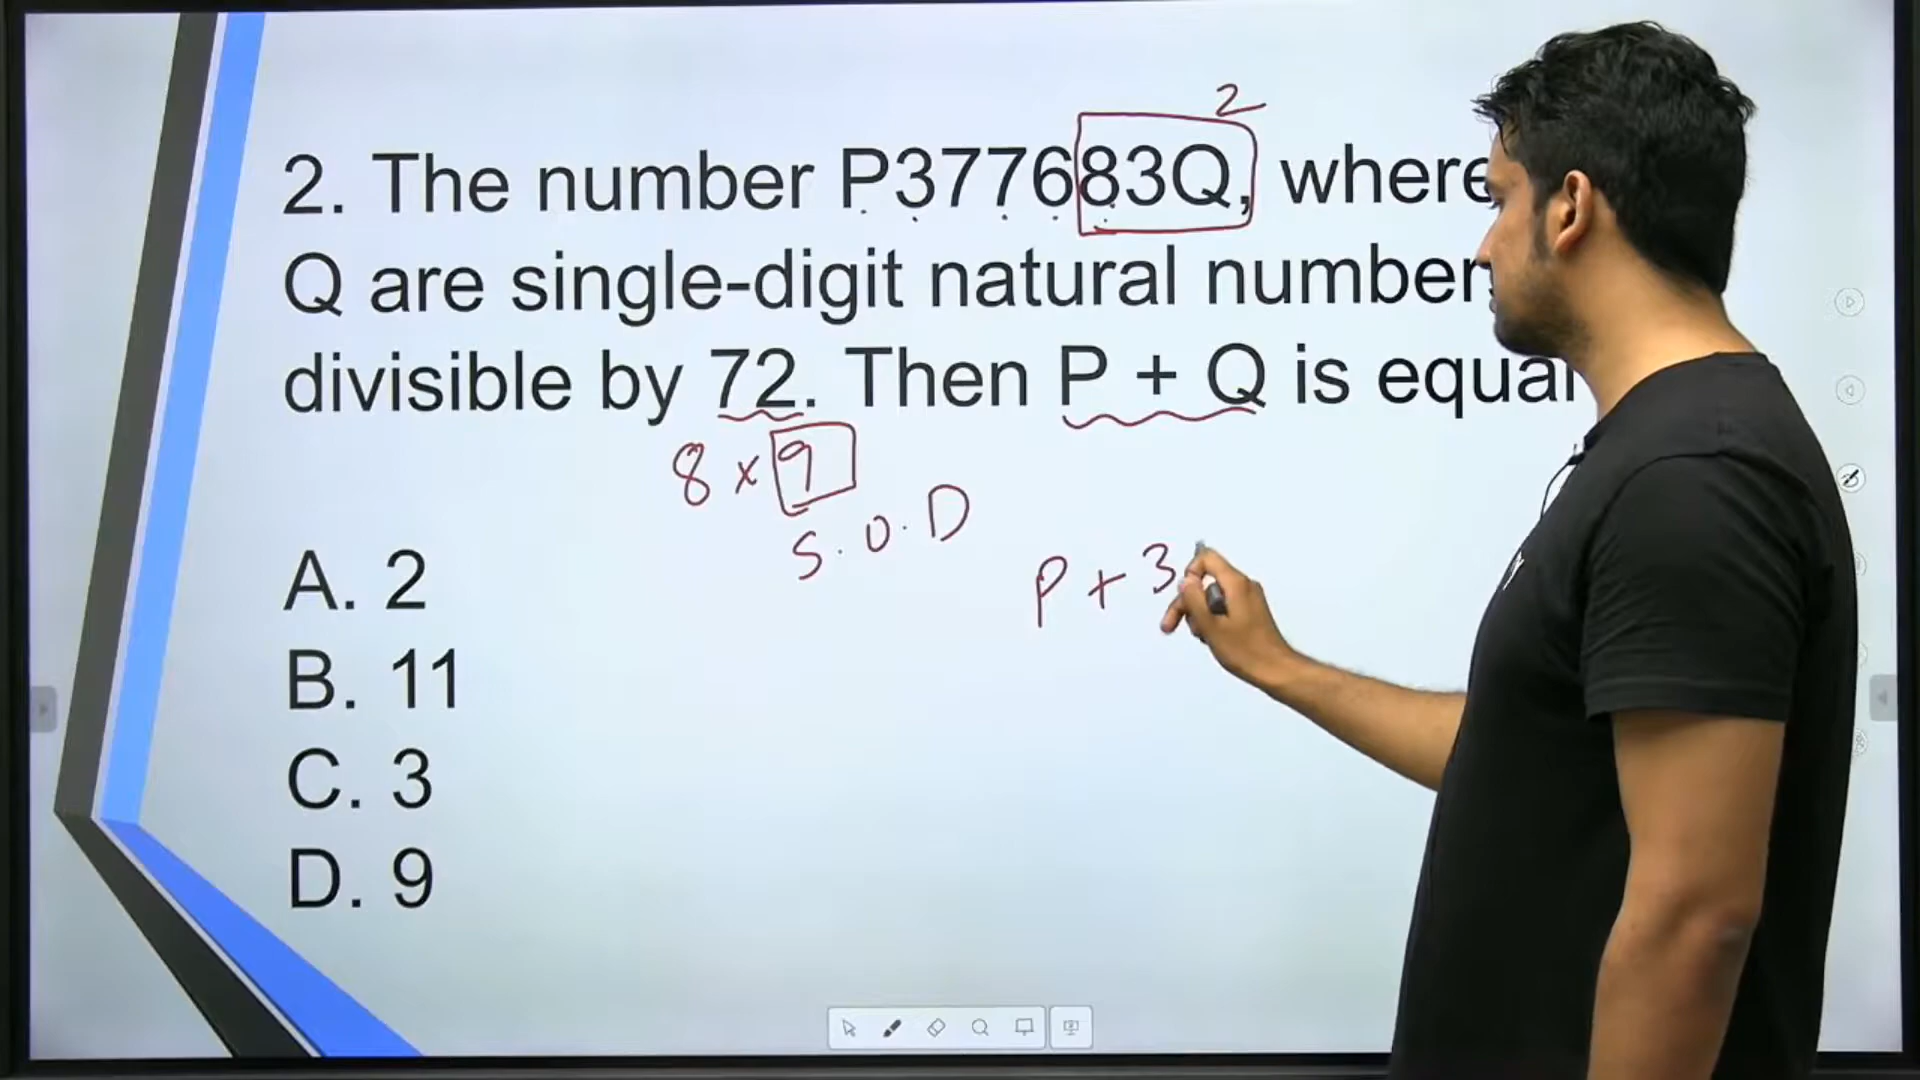 2
2. The number P377683Q, where
Q are single-digit natural number
divisible by 72. Then P + Q is equal
8 × 9
S.O.D
P + 3
A. 2
B. 11
C. 3
D. 9